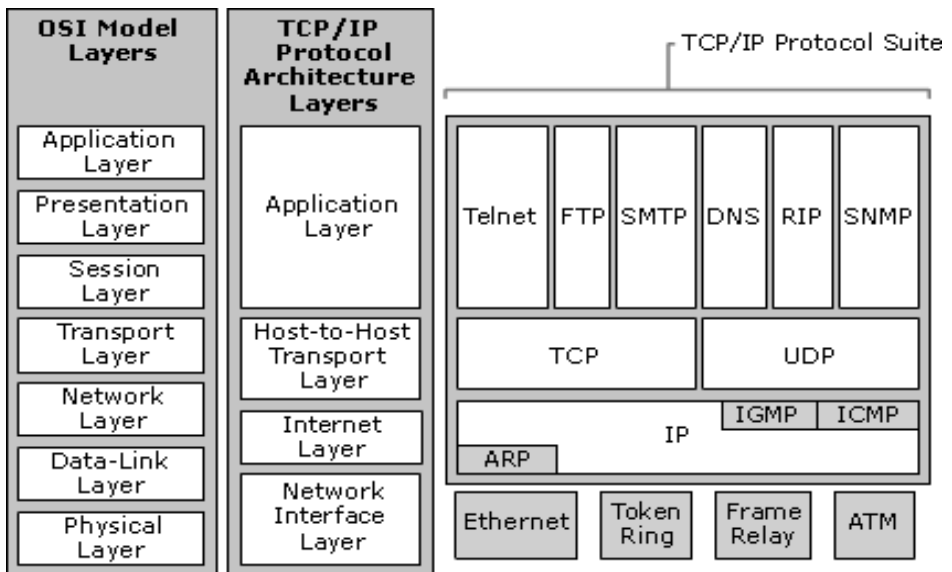 OSI Model
Layers
Application
Layer
Presentation
Layer
Session
Layer
Transport
Layer
Network
Layer
Data-Link
Layer
Physical
Layer
TCP/IP
Protocol
Architecture
Layers
Application
Layer
Host-to-Host
Transport
Layer
Internet
Layer
Network
Interface
Layer
TCP/IP Protocol Suite
Telnet
FTP
SMTP
DNS
RIP
SNMP
TCP
UDP
IP
IGMP
ICMP
ARP
Ethernet
Token
Ring
Frame
Relay
ATM